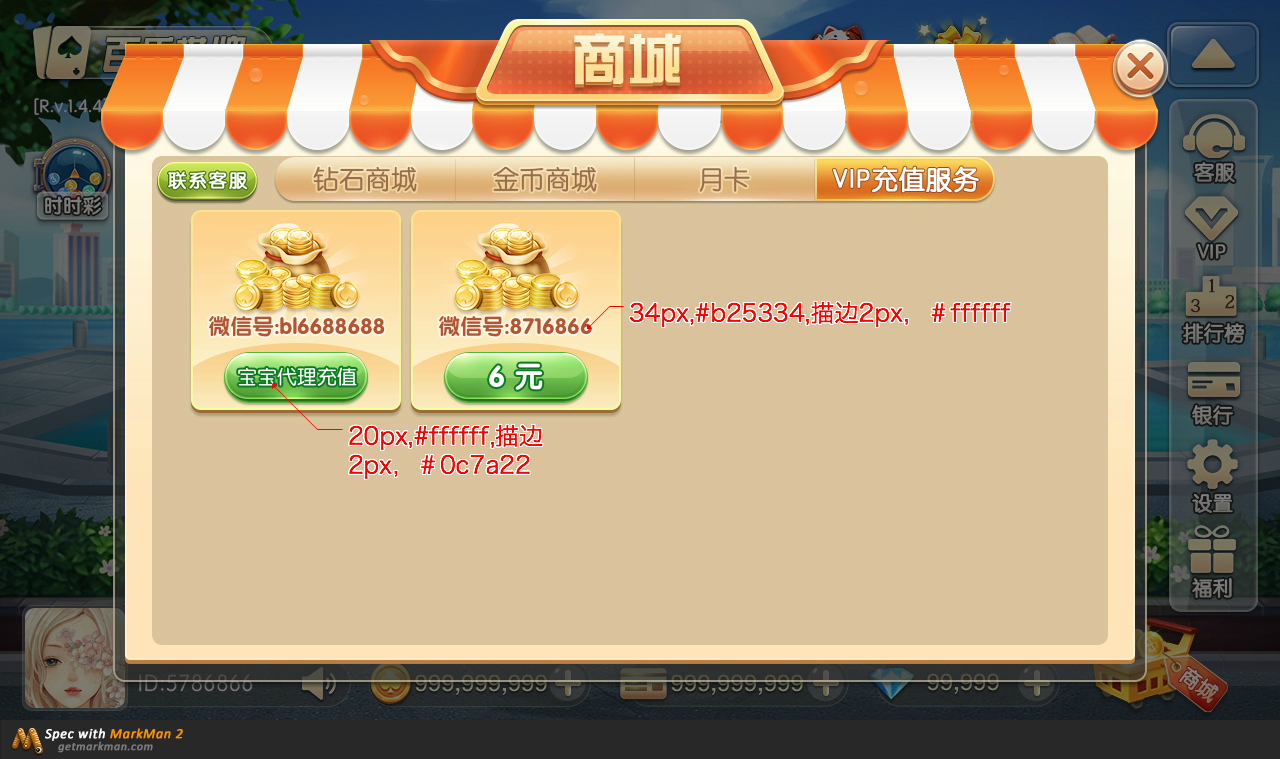 商城
[R.v.1.4.4
时时彩
联系客服
钻石商城
金币商城
月卡
VIP充值服务
微信号:bl6688688
宝宝代理充值
微信号:8716866
6 元
34px,#b25334,描边2px, #ffffff
20px,#ffffff,描边
2px, #0c7a22
客服
VIP
1
2
3
排行榜
银行
设置
福利
ID:5786866
999,999,999
999,999,999
99,999
商城
Spec with MarkMan 2
getmarkman.com